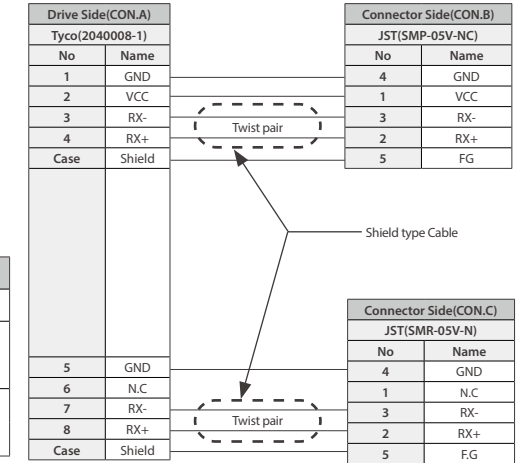 Drive Side(CON.A)
Tyco(2040008-1)
No Name
1 GND
2 VCC
3 RX-
4 RX+
Case Shield
5 GND
6 N.C
7 RX-
8 RX+
Case Shield
Connector Side(CON.B)
JST(SMP-05V-NC)
No Name
4 GND
1 VCC
3 RX-
2 RX+
5 FG
Twist pair
Shield type Cable
Connector Side(CON.C)
JST(SMR-05V-N)
No Name
4 GND
1 N.C
3 RX-
2 RX+
5 F.G
Twist pair